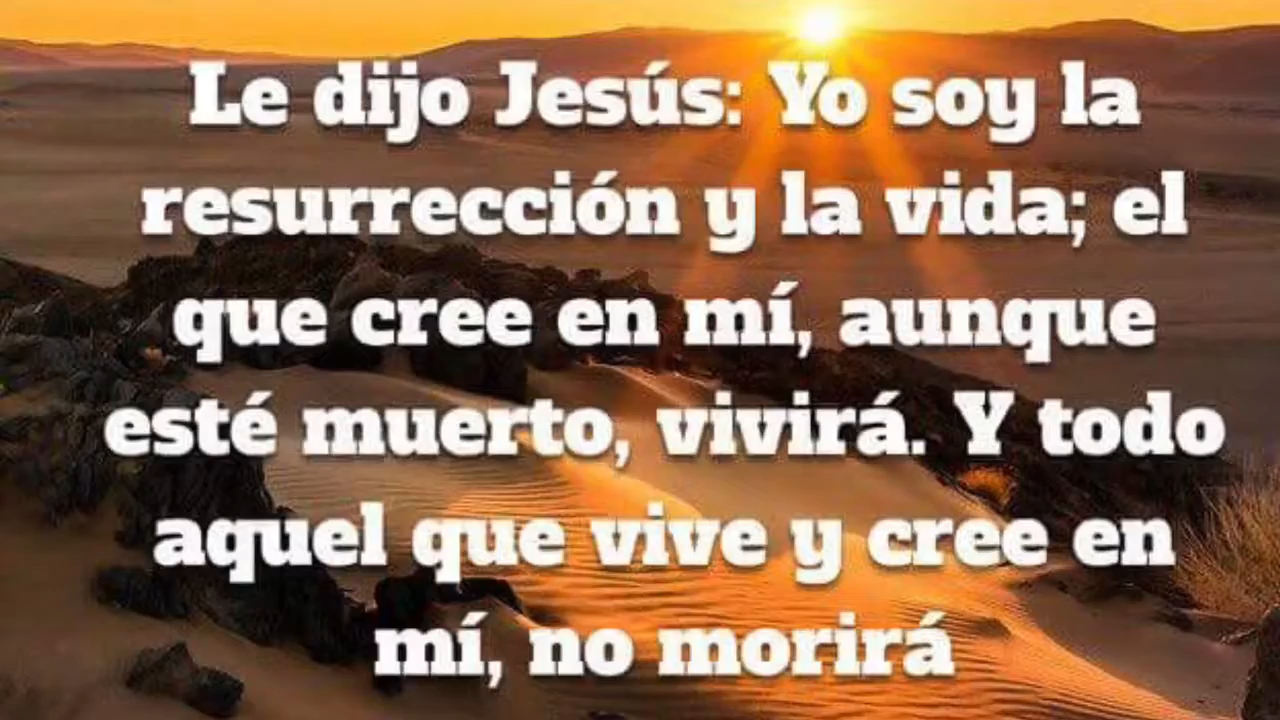 Le dijo Jesús: Yo soy la
resurrección y la vida; el
que cree en mí, aunque
esté muerto, vivirá. Y todo
aquel que vive y cree en
mí, no morirá